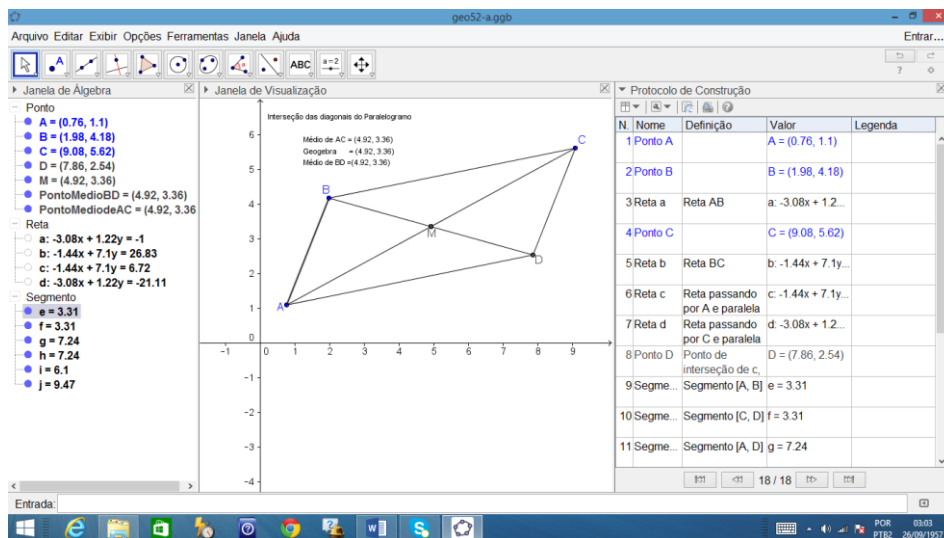 geo52-a.ggb
Arquivo Editar Exibir Opções Ferramentas Janela Ajuda
Entrar...
ABC
a=2
Janela de Álgebra
Ponto
A = (0.76, 1.1)
B = (1.98, 4.18)
C = (9.08, 5.62)
D = (7.86, 2.54)
M = (4.92, 3.36)
PontoMedioBD = (4.92, 3.36)
PontoMediodeAC = (4.92, 3.36
Reta
a: -3.08x + 1.22y = -1
b: -1.44x + 7.1y = 26.83
c: -1.44x + 7.1y = 6.72
d: -3.08x + 1.22y = -21.11
Segmento
e = 3.31
f = 3.31
g = 7.24
h = 7.24
i = 6.1
j = 9.47
Janela de Visualização
Interseção das diagonais do Paralelogramo
Médio de AC = (4.92, 3.36)
Geogebra = (4.92, 3.36)
Médio de BD =(4.92, 3.36)
A
B
C
D
M
6
5
4
3
2
1
0
-1
-2
-3
-4
-1 0 1 2 3 4 5 6 7 8 9
Protocolo de Construção
N. Nome Definição Valor Legenda
1 Ponto A A = (0.76, 1.1)
2 Ponto B B = (1.98, 4.18)
3 Reta a Reta AB a: -3.08x + 1.2...
4 Ponto C C = (9.08, 5.62)
5 Reta b Reta BC b: -1.44x + 7.1y...
6 Reta c Reta passando c: -1.44x + 7.1y...
por A e paralela
7 Reta d Reta passando d: -3.08x + 1.2...
por C e paralela
8 Ponto D Ponto de D = (7.86, 2.54)
interseção de c,
9 Segme... Segmento [A, B] e = 3.31
10 Segme... Segmento [C, D] f = 3.31
11 Segme... Segmento [A, D] g = 7.24
18 / 18
Entrada:
POR 03:03
PTB2 26/09/1957